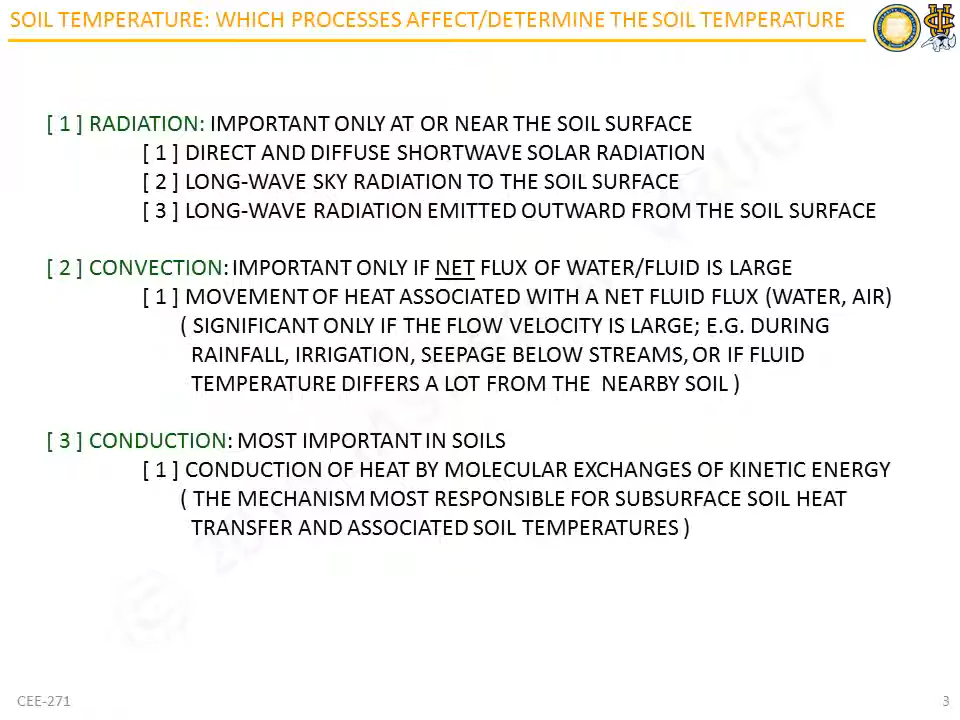 SOIL TEMPERATURE: WHICH PROCESSES AFFECT/DETERMINE THE SOIL TEMPERATURE
[ 1 ] RADIATION: IMPORTANT ONLY AT OR NEAR THE SOIL SURFACE
[ 1 ] DIRECT AND DIFFUSE SHORTWAVE SOLAR RADIATION
[ 2 ] LONG-WAVE SKY RADIATION TO THE SOIL SURFACE
[ 3 ] LONG-WAVE RADIATION EMITTED OUTWARD FROM THE SOIL SURFACE
[ 2 ] CONVECTION: IMPORTANT ONLY IF NET FLUX OF WATER/FLUID IS LARGE
[ 1 ] MOVEMENT OF HEAT ASSOCIATED WITH A NET FLUID FLUX (WATER, AIR)
( SIGNIFICANT ONLY IF THE FLOW VELOCITY IS LARGE; E.G. DURING
RAINFALL, IRRIGATION, SEEPAGE BELOW STREAMS, OR IF FLUID
TEMPERATURE DIFFERS A LOT FROM THE NEARBY SOIL )
[ 3 ] CONDUCTION: MOST IMPORTANT IN SOILS
[ 1 ] CONDUCTION OF HEAT BY MOLECULAR EXCHANGES OF KINETIC ENERGY
( THE MECHANISM MOST RESPONSIBLE FOR SUBSURFACE SOIL HEAT
TRANSFER AND ASSOCIATED SOIL TEMPERATURES )
CEE-271
3